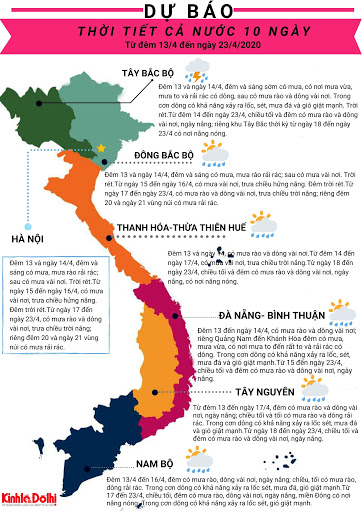 DỰ BÁO
THỜI TIẾT CẢ NƯỚC 10 NGÀY
Từ đêm 13/4 đến ngày 23/4/2020
TÂY BẮC BỘ
Đêm 13 và ngày 14/4, đêm và sáng sớm có mưa, có nơi mưa vừa,
mưa to và rải rác có dông, sau có mưa rào và dông vài nơi. Trong
cơn dông có khả năng xảy ra lốc, sét, mưa đá và gió giật mạnh. Trời
rét.Từ đêm 14 đến ngày 23/4, chiều tối và đêm có mưa rào và dông
vài nơi, ngày nắng; riêng khu Tây Bắc thời kỳ từ ngày 18 đến ngày
23/4 có nơi nắng nóng.
ĐÔNG BẮC BỘ
Đêm 13 và ngày 14/4, đêm và sáng có mưa, mưa rào rải rác; sau có mưa vài nơi. Trời
rét.Từ ngày 15 đến ngày 16/4, có mưa vài nơi, trưa chiều hửng nắng. Đêm trời rét.Từ ngày
17 đến ngày 23/4, có mưa rào và dông vài nơi, trưa chiều trời nắng; riêng đêm
20 và ngày 21 vùng núi có mưa rải rác.
THANH HÓA-THỪA THIÊN HUẾ
Đêm 13 và ngày 14, có mưa rào và dông vài nơi.Từ đêm 14 đến
ngày 17/4, có mưa vài nơi, trưa chiều trời nắng.Từ ngày 18 đến
ngày 23/4, chiều tối và đêm có mưa rào và dông vài nơi, ngày
nắng, có nơi nắng nóng.
HÀ NỘI
Đêm 13 và ngày 14/4, đêm và
sáng có mưa, mưa rào rải rác;
sau có mưa vài nơi. Trời rét.Từ
ngày 15 đến ngày 16/4, có mưa
vài nơi, trưa chiều hửng nắng.
Đêm trời rét.Từ ngày 17 đến
ngày 23/4, có mưa rào và dông
vài nơi, trưa chiều trời nắng;
riêng đêm 20 và ngày 21 vùng
núi có mưa rải rác.
ĐÀ NẴNG- BÌNH THUẬN
Đêm 13 đến ngày 14/4, có mưa rào và dông vài nơi;
riêng Quảng Nam đến Khánh Hòa đêm có mưa,
mưa vừa, có nơi mưa to đến rất to và rải rác có
dông. Trong cơn dông có khả năng xảy ra lốc, sét,
mưa đá và gió giật mạnh.Từ 15 đến ngày 23/4,
chiều tối và đêm có mưa rào và dông vài nơi, ngày
nắng.
TÂY NGUYÊN
Từ đêm 13 đến ngày 17/4, đêm có mưa rào và dông vài
nơi, ngày nắng; chiều tối và tối có mưa rào và dông rải
rác. Trong cơn dông có khả năng xảy ra lốc, sét, mưa đá
và gió giật mạnh.Từ ngày 18 đến ngày 23/4, chiều tối và
đêm có mưa rào và dông vài nơi, ngày nắng.
NAM BỘ
Đêm 13/4 đến 16/4, đêm có mưa rào, dông vài nơi, ngày nắng; chiều, tối có mưa rào,
dông rải rác. Trong cơn dông có khả năng xảy ra lốc, sét, mưa đá, gió giật mạnh.Từ
17 đến 23/4, chiều tối, đêm có mưa rào, dông vài nơi, ngày nắng, miền Đông có nơi
nắng nóng.Trong cơn dông có khả năng xảy ra lốc, sét, mưa đá và gió giật mạnh.